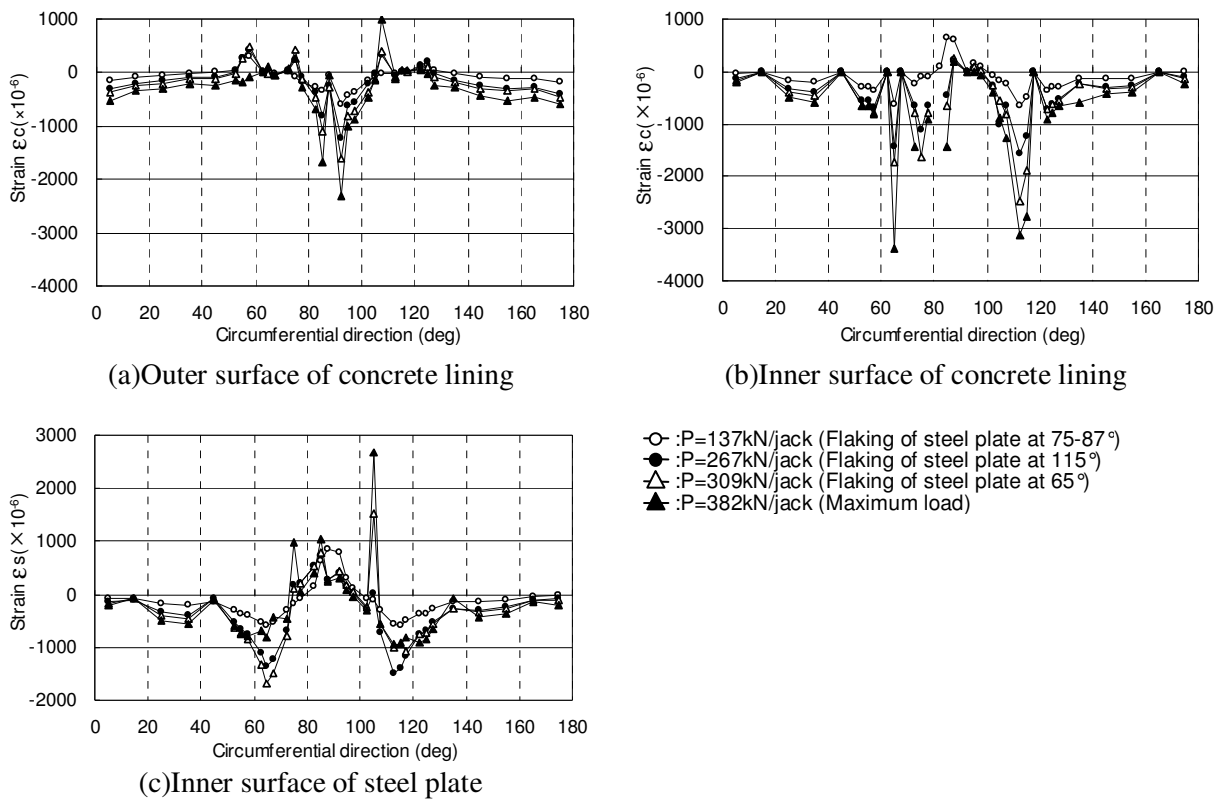 1000
0
-1000
-2000
-3000
-4000
Strain εc(×10⁻⁶)
0 20 40 60 80 100 120 140 160 180
Circumferential direction (deg)
(a)Outer surface of concrete lining
1000
0
-1000
-2000
-3000
-4000
Strain εc(×10⁻⁶)
0 20 40 60 80 100 120 140 160 180
Circumferential direction (deg)
(b)Inner surface of concrete lining
3000
2000
1000
0
-1000
-2000
Strain εs(×10⁻⁶)
0 20 40 60 80 100 120 140 160 180
Circumferential direction (deg)
(c)Inner surface of steel plate
:P=137kN/jack (Flaking of steel plate at 75-87°)
:P=267kN/jack (Flaking of steel plate at 115°)
:P=309kN/jack (Flaking of steel plate at 65°)
:P=382kN/jack (Maximum load)